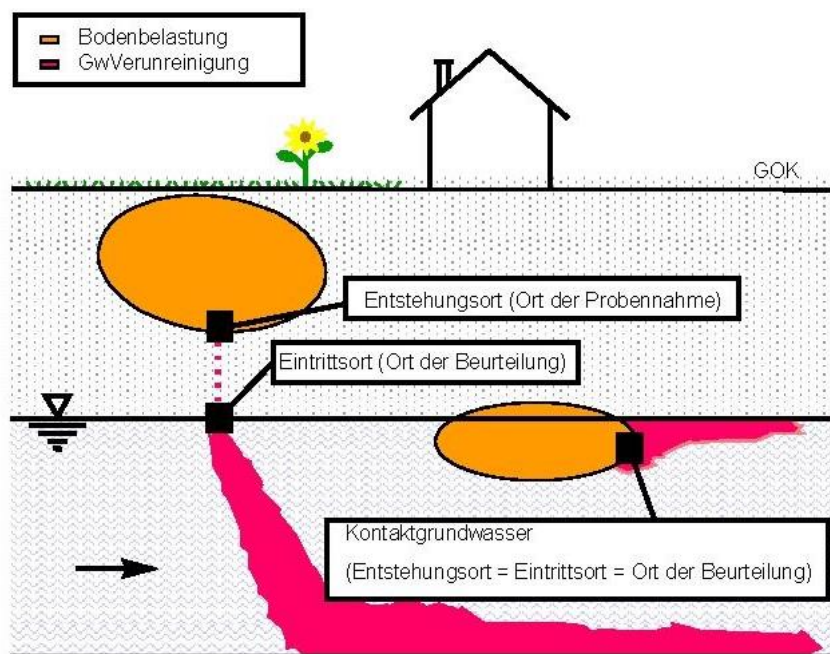 Bodenbelastung
GwVerunreinigung
GOK
Entstehungsort (Ort der Probennahme)
Eintrittsort (Ort der Beurteilung)
Kontaktgrundwasser
(Entstehungsort = Eintrittsort = Ort der Beurteilung)